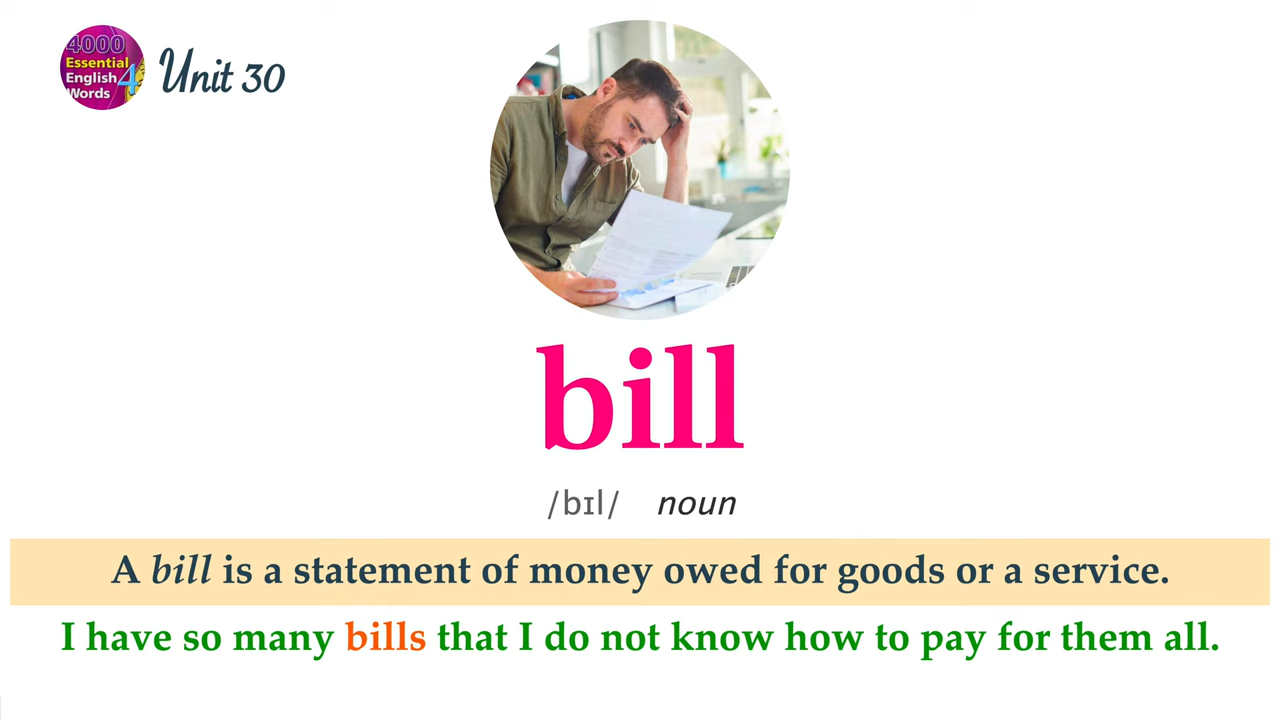 4000
Essential
English
Words 4
Unit 30
bill
/bɪl/ noun
A bill is a statement of money owed for goods or a service.
I have so many bills that I do not know how to pay for them all.